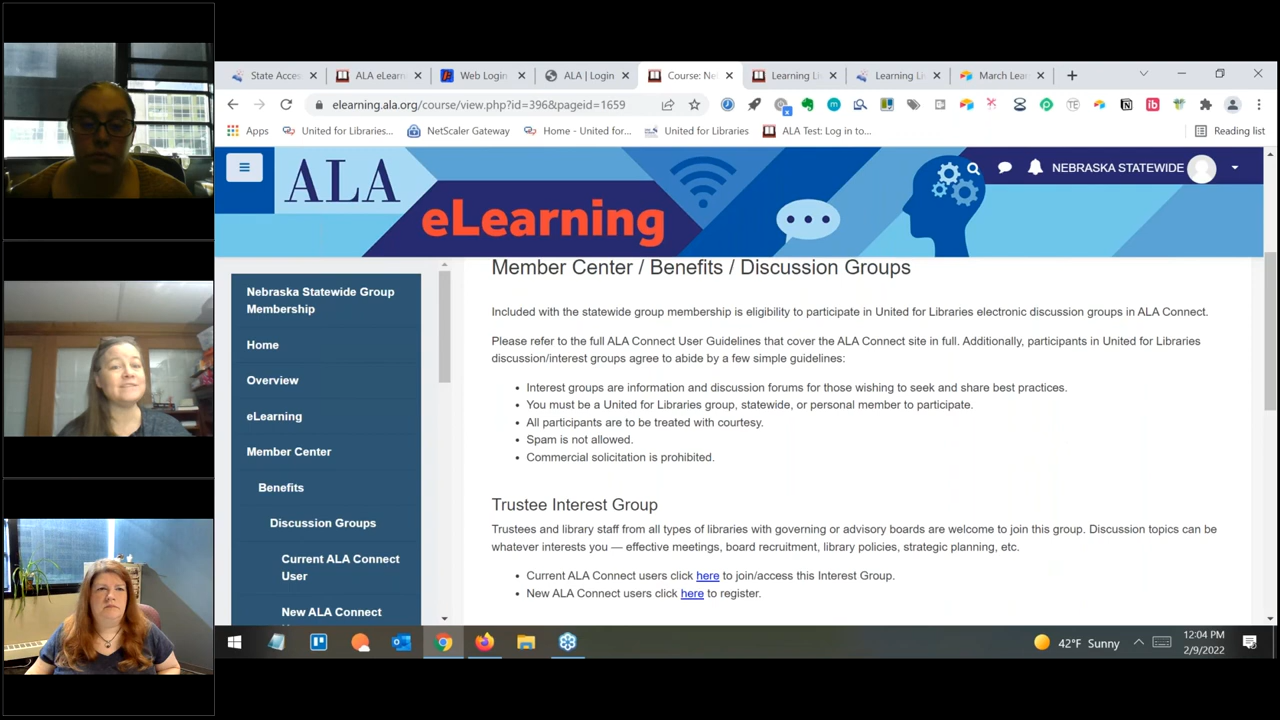 State Acces
ALA eLearn
Web Login
ALA | Login
Course: Ne
Learning Li
Learning Li
March Lea
elearning.ala.org/course/view.php?id=396&pageid=1659
Apps
United for Libraries...
NetScaler Gateway
Home - United for...
United for Libraries
ALA Test: Log in to...
Reading list
ALA
eLearning
NEBRASKA STATEWIDE
Nebraska Statewide Group
Membership
Home
Overview
eLearning
Member Center
Benefits
Discussion Groups
Current ALA Connect
User
New ALA Connect
Member Center / Benefits / Discussion Groups
Included with the statewide group membership is eligibility to participate in United for Libraries electronic discussion groups in ALA Connect.
Please refer to the full ALA Connect User Guidelines that cover the ALA Connect site in full. Additionally, participants in United for Libraries
discussion/interest groups agree to abide by a few simple guidelines:
• Interest groups are information and discussion forums for those wishing to seek and share best practices.
• You must be a United for Libraries group, statewide, or personal member to participate.
• All participants are to be treated with courtesy.
• Spam is not allowed.
• Commercial solicitation is prohibited.
Trustee Interest Group
Trustees and library staff from all types of libraries with governing or advisory boards are welcome to join this group. Discussion topics can be
whatever interests you — effective meetings, board recruitment, library policies, strategic planning, etc.
• Current ALA Connect users click here to join/access this Interest Group.
• New ALA Connect users click here to register.
42°F Sunny
12:04 PM
2/9/2022